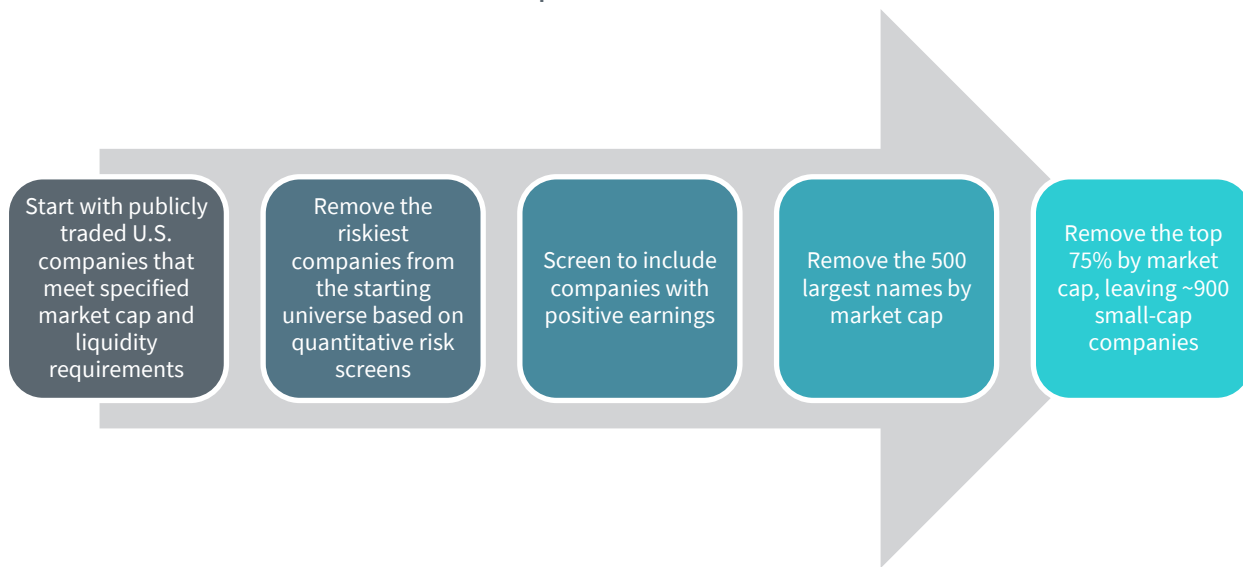 Start with publicly
traded U.S.
companies that
meet specified
market cap and
liquidity
requirements
Remove the
riskiest
companies from
the starting
universe based on
quantitative risk
screens
Screen to include
companies with
positive earnings
Remove the 500
largest names by
market cap
Remove the top
75% by market
cap, leaving ~900
small-cap
companies